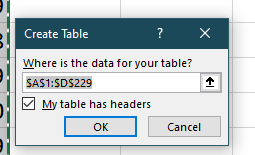 Create Table
?
Where is the data for your table?
$A$1:$D$229
My table has headers
OK
Cancel